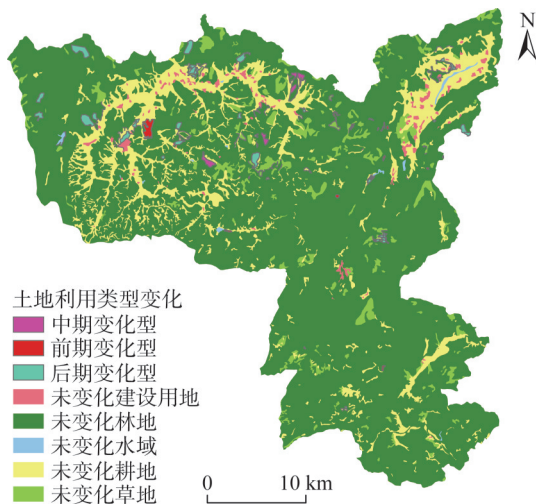 N
土地利用类型变化
中期变化型
前期变化型
后期变化型
未变化建设用地
未变化林地
未变化水域
未变化耕地
未变化草地
0 10 km